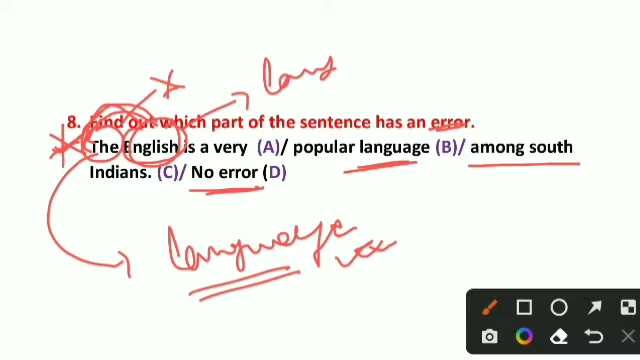 lang
8. Find out which part of the sentence has an error.
The English is a very (A)/ popular language (B)/ among south
Indians. (C)/ No error (D)
language